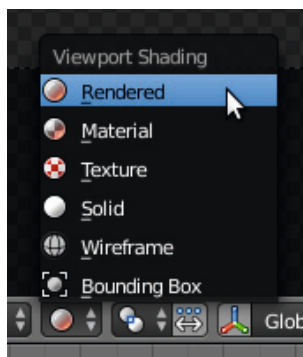 Viewport Shading
Rendered
Material
Texture
Solid
Wireframe
Bounding Box
Glob